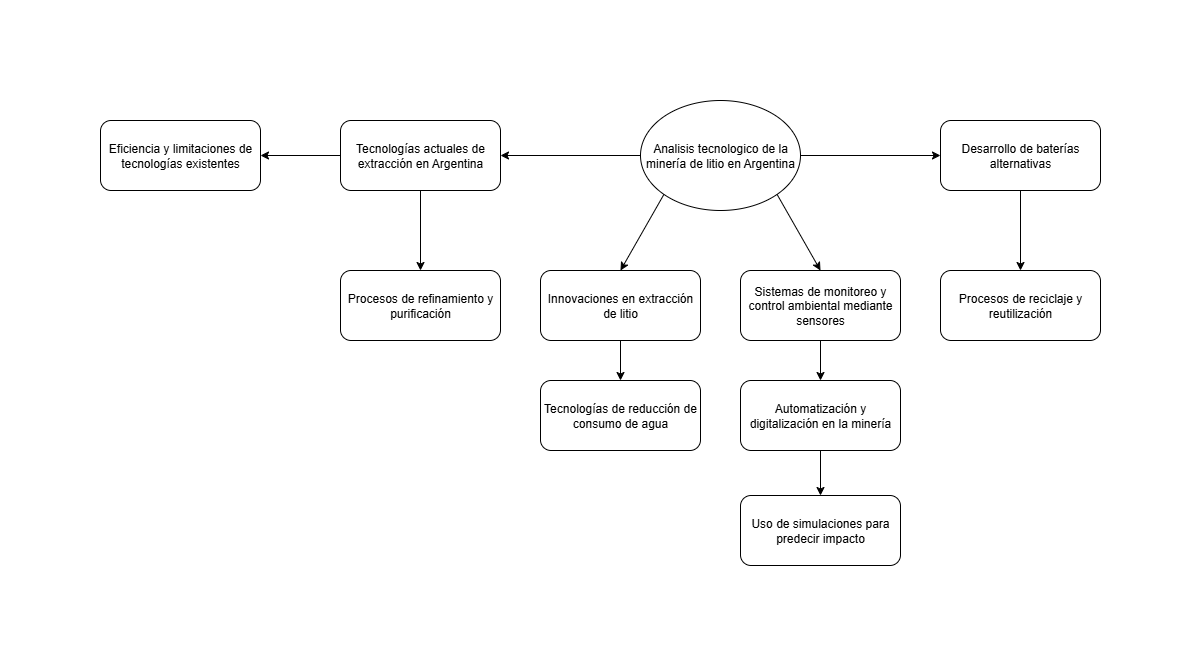 Eficiencia y limitaciones de
tecnologías existentes
Tecnologías actuales de
extracción en Argentina
Analisis tecnologico de la
minería de litio en Argentina
Desarrollo de baterías
alternativas
Procesos de refinamiento y
purificación
Innovaciones en extracción
de litio
Sistemas de monitoreo y
control ambiental mediante
sensores
Procesos de reciclaje y
reutilización
Tecnologías de reducción de
consumo de agua
Automatización y
digitalización en la minería
Uso de simulaciones para
predecir impacto